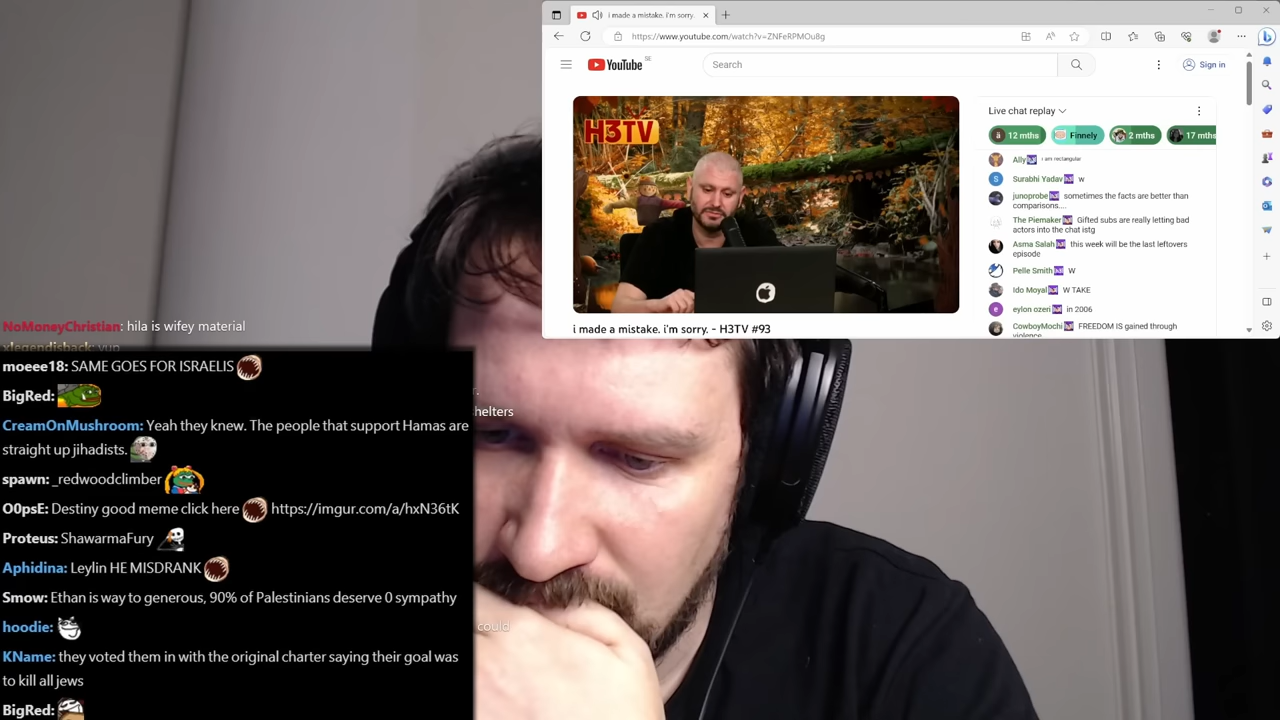 i made a mistake. i'm sorry.
https://www.youtube.com/watch?v=ZNFeRPMOu8g
YouTube SE
Search
Sign in
H3TV
Live chat replay
12 mths
Finnely
2 mths
17 mths
Ally i am rectangular
Surabhi Yadav w
junoprobe sometimes the facts are better than
comparisons....
The Piemaker Gifted subs are really letting bad
actors into the chat istg
Asma Salah this week will be the last leftovers
episode
Pelle Smith W
Ido Moyal W TAKE
eylon ozeri in 2006
CowboyMochi FREEDOM IS gained through
violence
i made a mistake. i'm sorry. - H3TV #93
NoMoneyChristian: hila is wifey material
xlegendisback: yup
moeee18: SAME GOES FOR ISRAELIS
BigRed:
CreamOnMushroom: Yeah they knew. The people that support Hamas are
straight up jihadists.
spawn: _redwoodclimber
O0psE: Destiny good meme click here https://imgur.com/a/hxN36tK
Proteus: ShawarmaFury
Aphidina: Leylin HE MISDRANK
Smow: Ethan is way to generous, 90% of Palestinians deserve 0 sympathy
hoodie:
KName: they voted them in with the original charter saying their goal was
to kill all jews
BigRed:
r.
helters
could